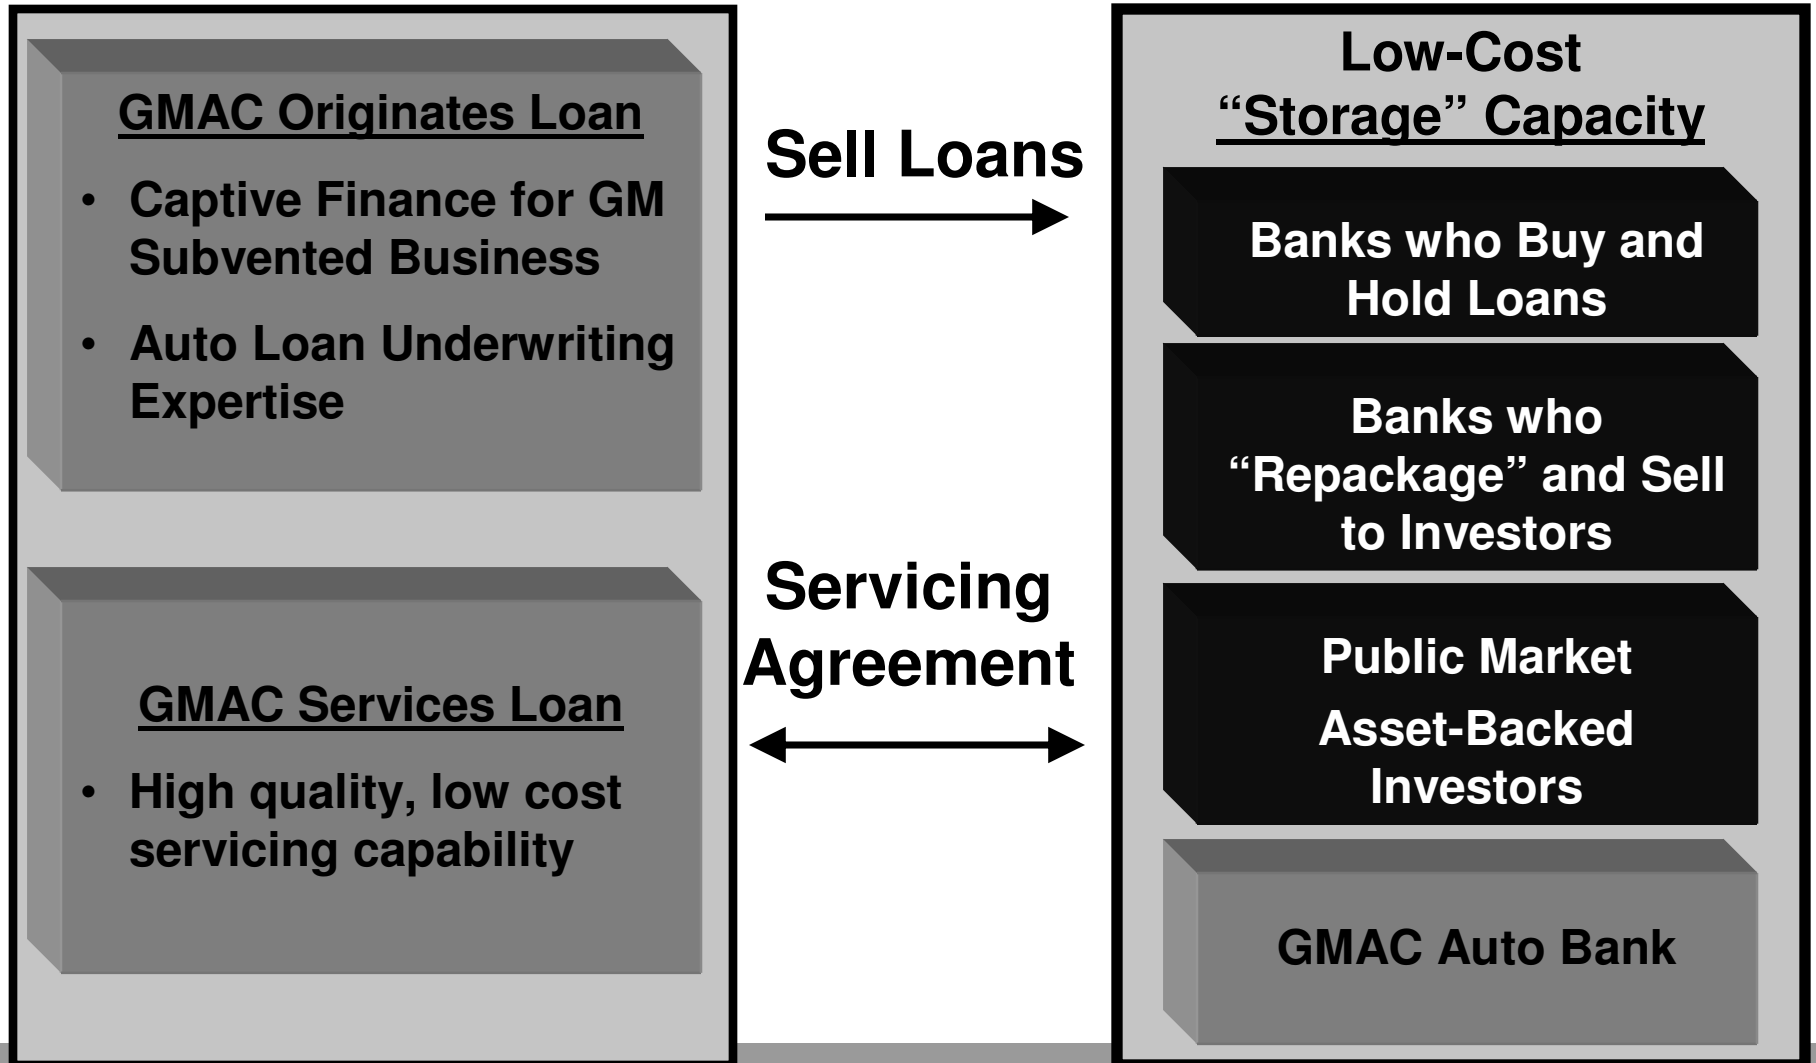 GMAC Originates Loan
• Captive Finance for GM
Subvented Business
• Auto Loan Underwriting
Expertise
GMAC Services Loan
• High quality, low cost
servicing capability
Sell Loans
Servicing
Agreement
Low-Cost
“Storage” Capacity
Banks who Buy and
Hold Loans
Banks who
“Repackage” and Sell
to Investors
Public Market
Asset-Backed
Investors
GMAC Auto Bank